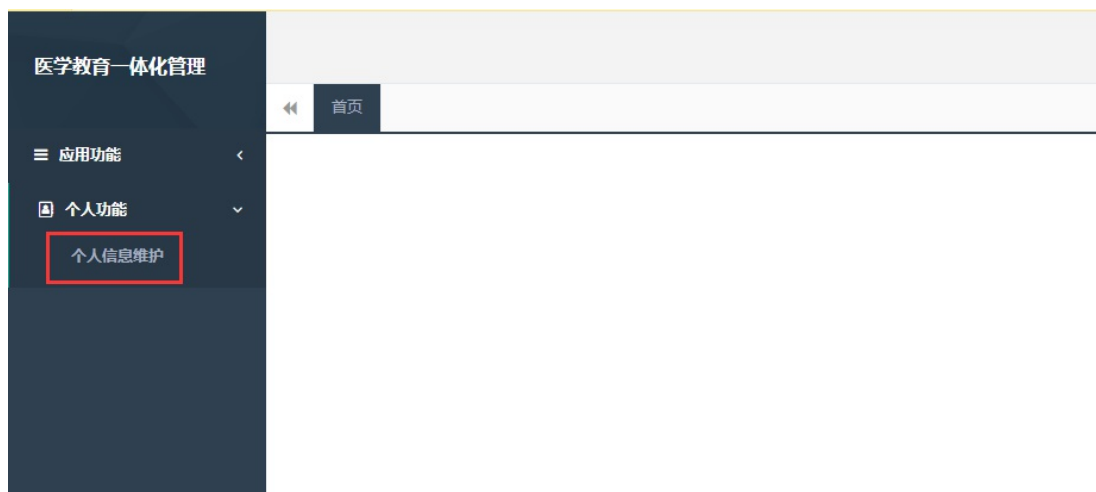 医学教育一体化管理
首页
应用功能
个人功能
个人信息维护